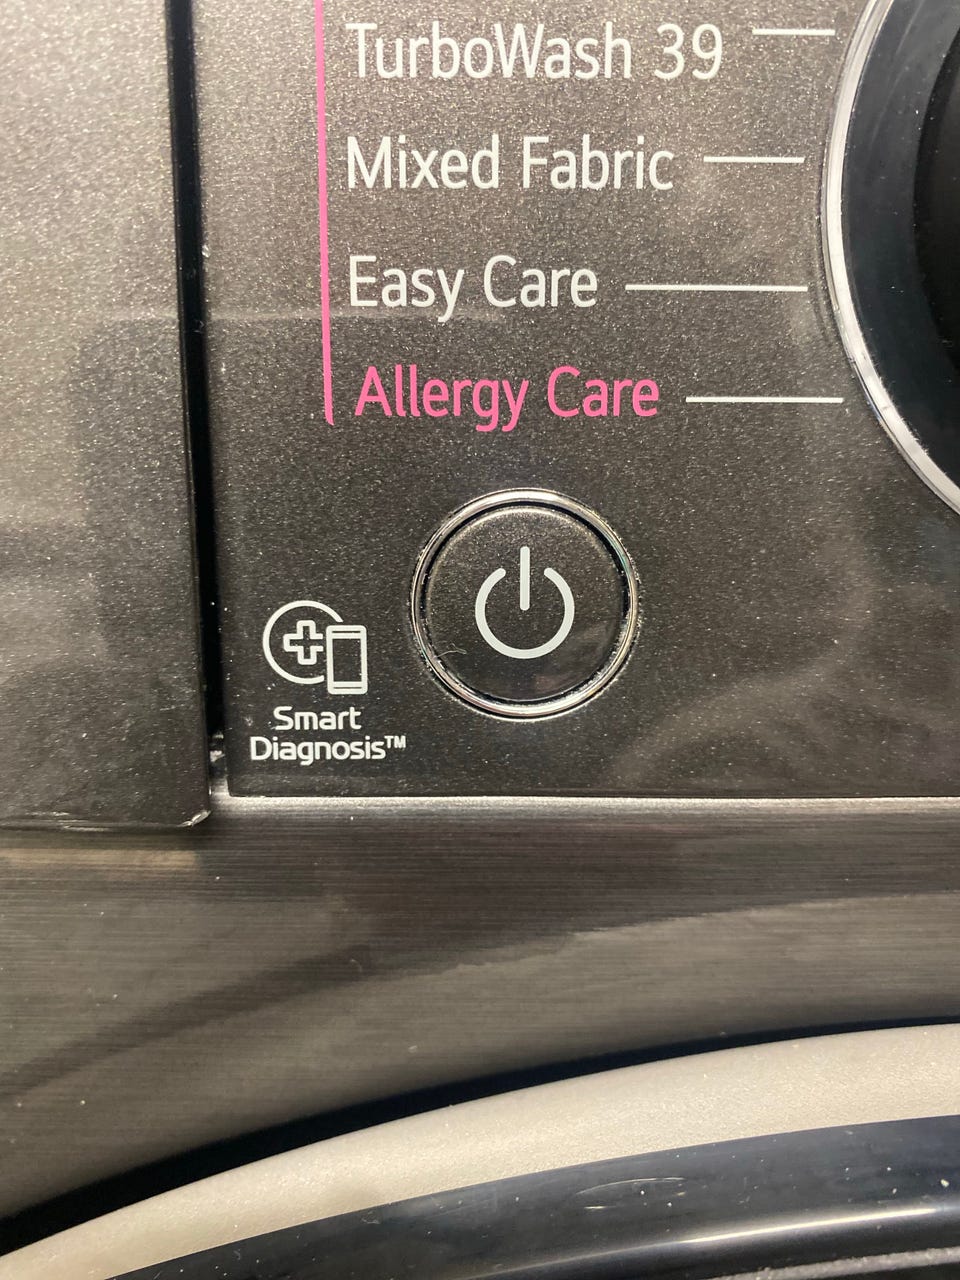 TurboWash 39
Mixed Fabric
Easy Care
Allergy Care
Smart
Diagnosis™